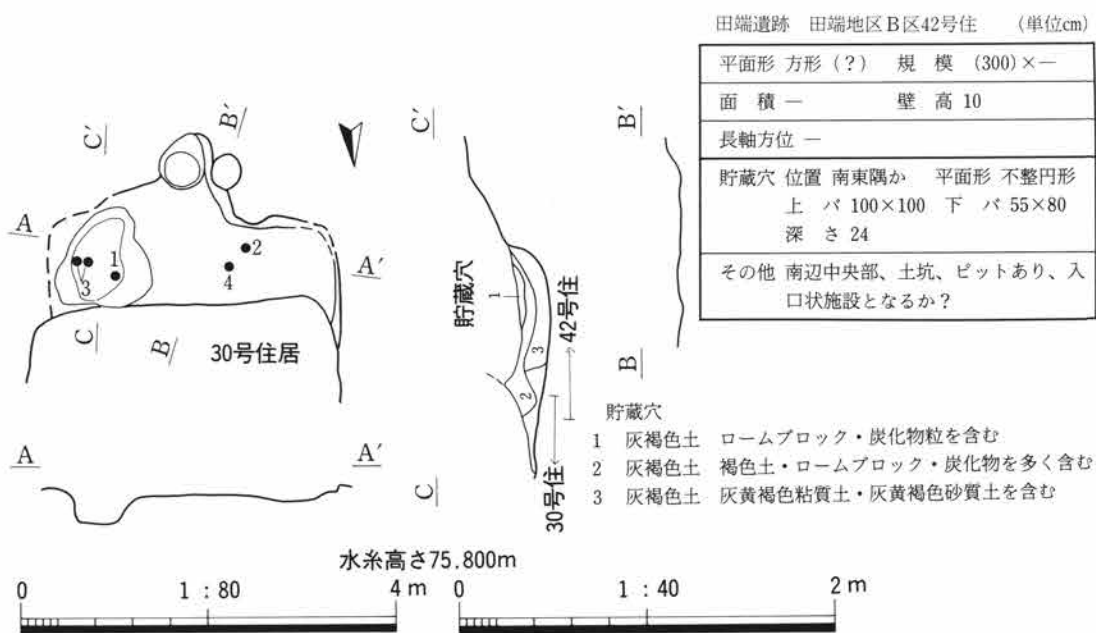 田端遺跡 田端地区B区42号住 (単位cm)
平面形 方形(?) 規模 (300)×—
面積 — 壁高 10
長軸方位 —
貯蔵穴 位置 南東隅か 平面形 不整円形
上バ 100×100 下バ 55×80
深さ 24
その他 南辺中央部、土坑、ピットあり、入
口状施設となるか?
C′
B′
A
A′
1
2
3
4
C
B
30号住居
A
A′
C′
貯蔵穴
1
2
3
42号住
30号住
C
B′
B
貯蔵穴
1 灰褐色土 ロームブロック・炭化物粒を含む
2 灰褐色土 褐色土・ロームブロック・炭化物を多く含む
3 灰褐色土 灰黄褐色粘質土・灰黄褐色砂質土を含む
水糸高さ75.800m
0 1:80 4m
0 1:40 2m